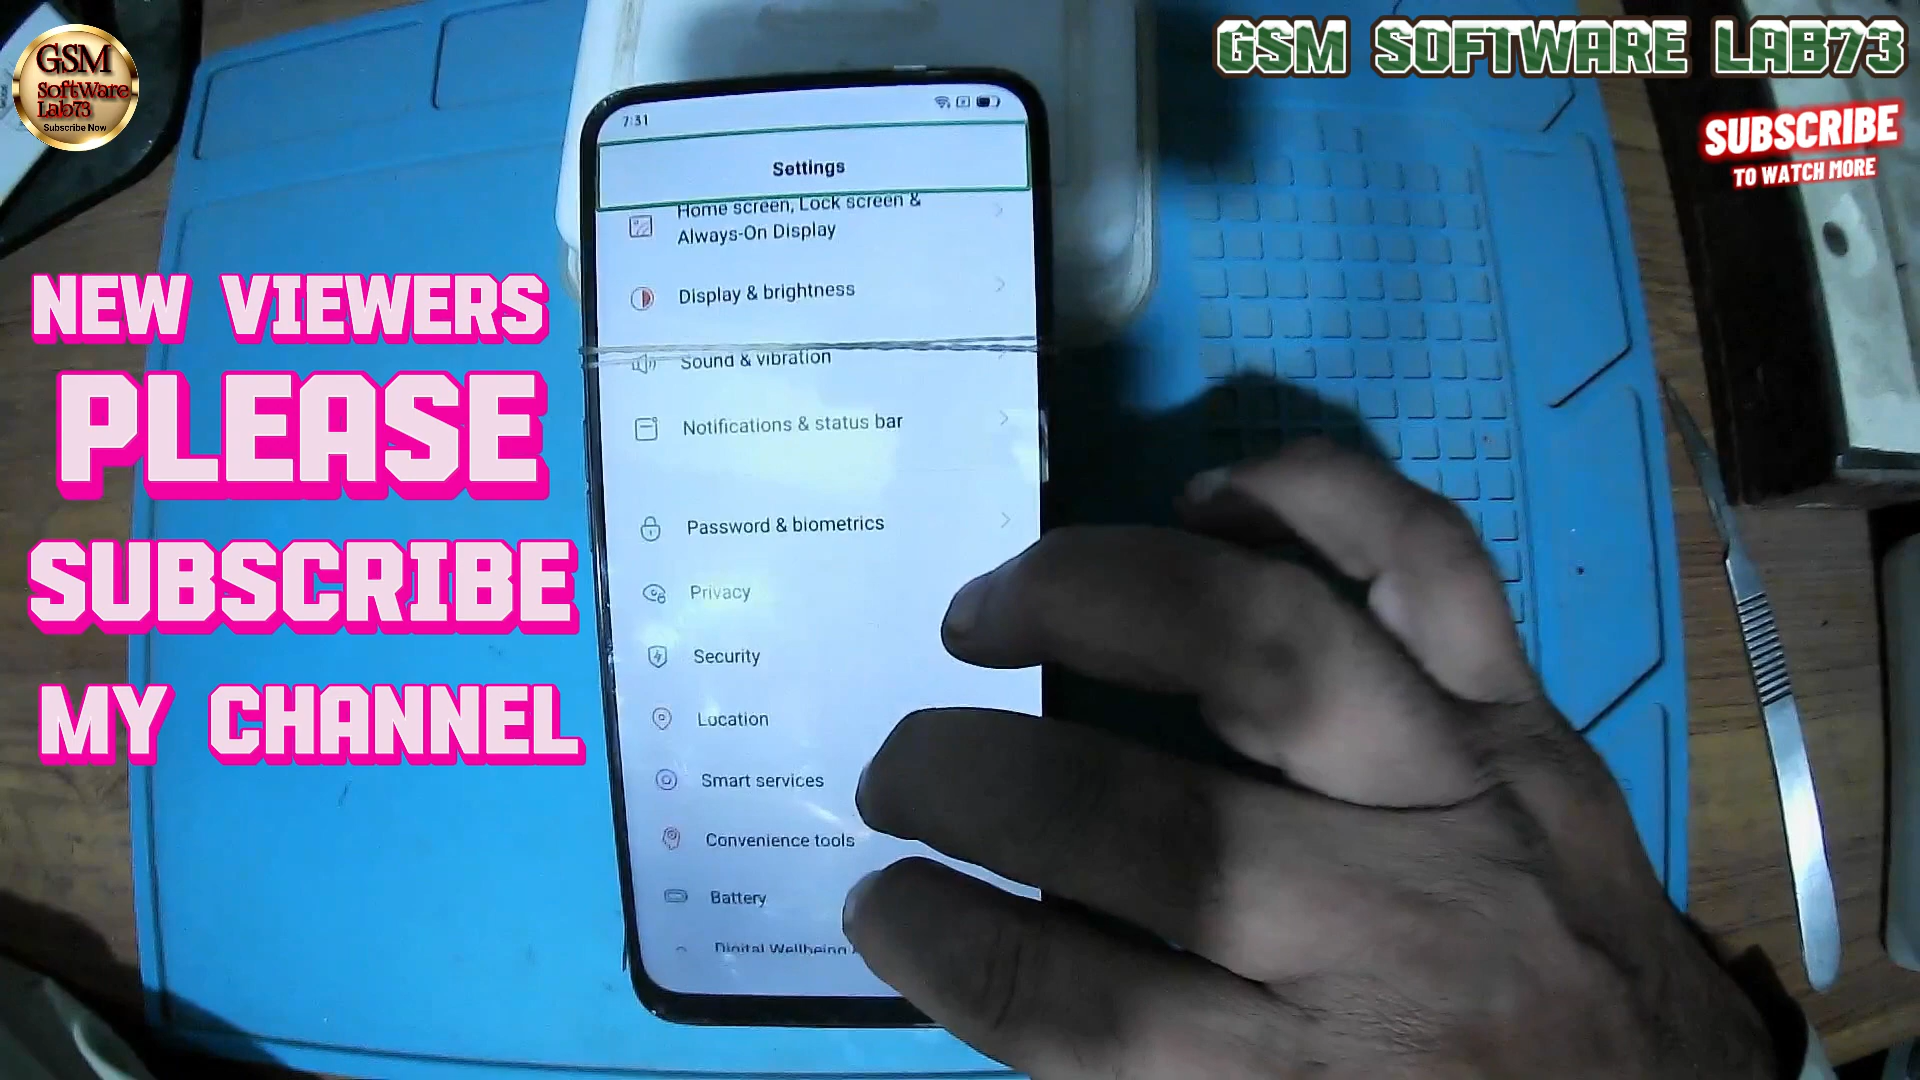 GSM
SoftWare
Lab73
Subscribe Now
GSM SOFTWARE LAB73
SUBSCRIBE
TO WATCH MORE
NEW VIEWERS
PLEASE
SUBSCRIBE
MY CHANNEL
7:31
Settings
Home screen, Lock screen &
Always-On Display
Display & brightness
Sound & vibration
Notifications & status bar
Password & biometrics
Privacy
Security
Location
Smart services
Convenience tools
Battery
Digital Wellbeing